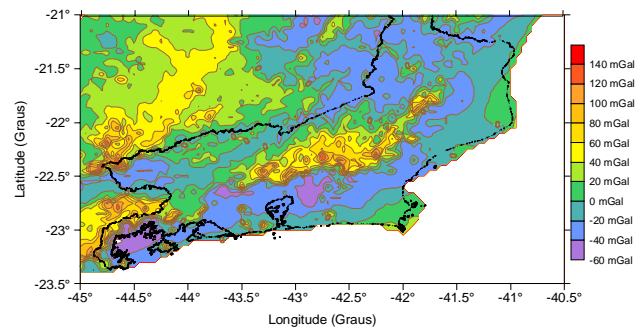 -21°
-21.5°
-22°
-22.5°
-23°
-23.5°
Latitude (Graus)
-45°
-44.5°
-44°
-43.5°
-43°
-42.5°
-42°
-41.5°
-41°
-40.5°
Longitude (Graus)
140 mGal
120 mGal
100 mGal
80 mGal
60 mGal
40 mGal
20 mGal
0 mGal
-20 mGal
-40 mGal
-60 mGal